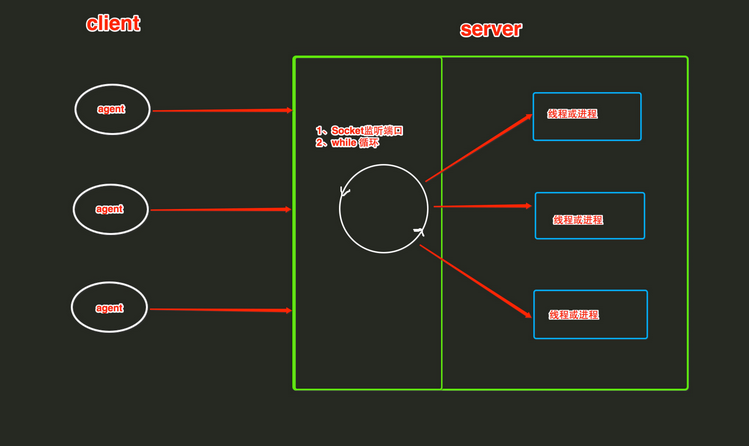 client
server
agent
1、Socket监听端口
2、while 循环
线程或进程
agent
线程或进程
agent
线程或进程